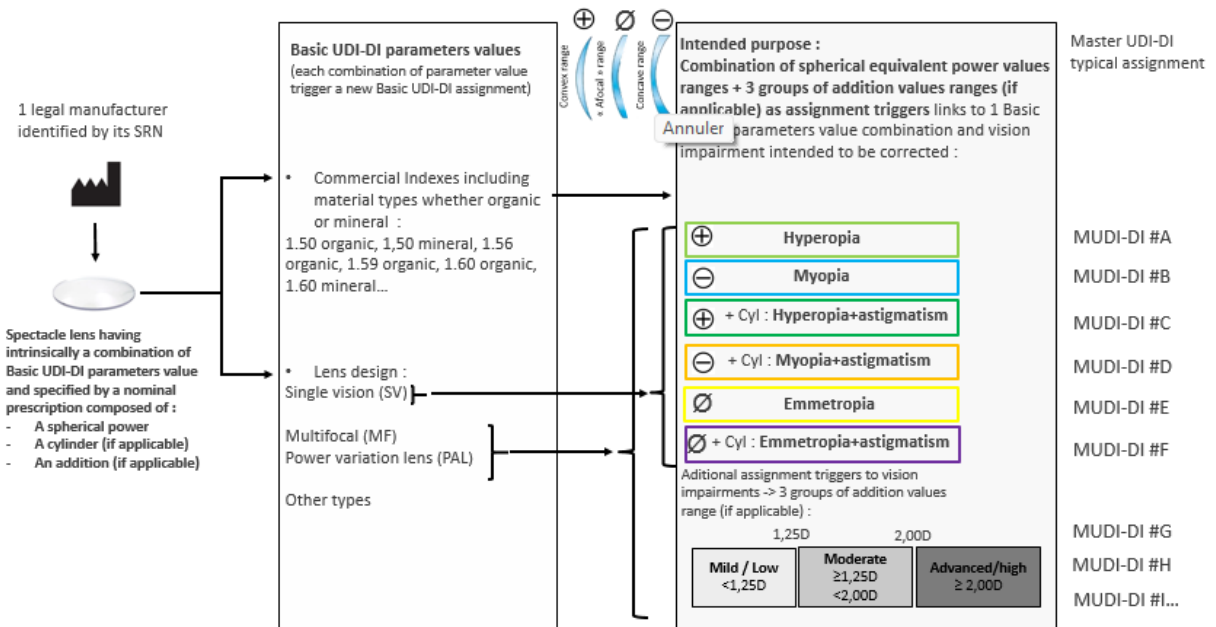 1 legal manufacturer
identified by its SRN
Spectacle lens having
intrinsically a combination of
Basic UDI-DI parameters value
and specified by a nominal
prescription composed of :
- A spherical power
- A cylinder (if applicable)
- An addition (if applicable)
Basic UDI-DI parameters values
(each combination of parameter value
trigger a new Basic UDI-DI assignment)
• Commercial Indexes including
material types whether organic
or mineral :
1.50 organic, 1,50 mineral, 1.56
organic, 1.59 organic, 1.60 organic,
1.60 mineral...
• Lens design :
Single vision (SV)
Multifocal (MF)
Power variation lens (PAL)
Other types
Convex range
« Afocal » range
Concave range
Annuler
Intended purpose :
Combination of spherical equivalent power values
ranges + 3 groups of addition values ranges (if
applicable) as assignment triggers links to 1 Basic
parameters value combination and vision
impairment intended to be corrected :
Hyperopia
Myopia
+ Cyl : Hyperopia+astigmatism
+ Cyl : Myopia+astigmatism
Emmetropia
+ Cyl : Emmetropia+astigmatism
Aditional assignment triggers to vision
impairments -> 3 groups of addition values
range (if applicable) :
1,25D 2,00D
Mild / Low
<1,25D
Moderate
≥1,25D
<2,00D
Advanced/high
≥ 2,00D
Master UDI-DI
typical assignment
MUDI-DI #A
MUDI-DI #B
MUDI-DI #C
MUDI-DI #D
MUDI-DI #E
MUDI-DI #F
MUDI-DI #G
MUDI-DI #H
MUDI-DI #I...